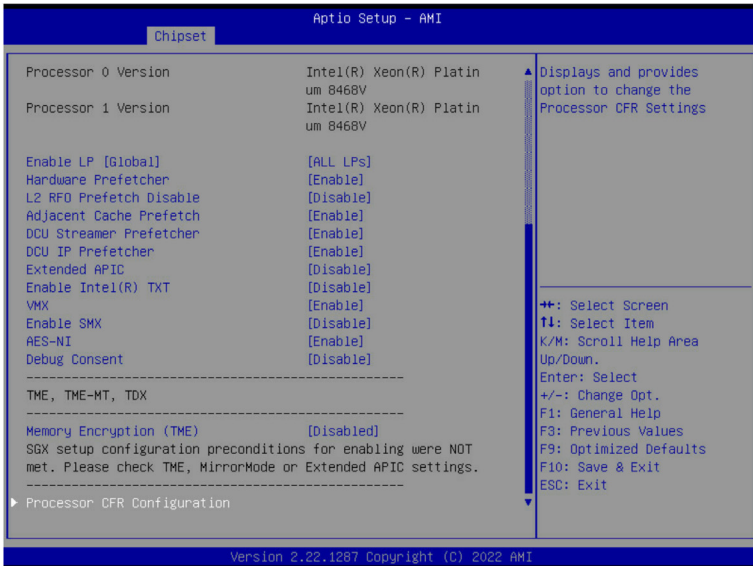 Aptio Setup - AMI
Chipset
Processor 0 Version Intel(R) Xeon(R) Platin
um 8468V
Processor 1 Version Intel(R) Xeon(R) Platin
um 8468V
Enable LP [Global] [ALL LPs]
Hardware Prefetcher [Enable]
L2 RFO Prefetch Disable [Disable]
Adjacent Cache Prefetch [Enable]
DCU Streamer Prefetcher [Enable]
DCU IP Prefetcher [Enable]
Extended APIC [Disable]
Enable Intel(R) TXT [Disable]
VMX [Enable]
Enable SMX [Disable]
AES-NI [Enable]
Debug Consent [Disable]
--------------------------------------------------
TME, TME-MT, TDX
--------------------------------------------------
Memory Encryption (TME) [Disabled]
SGX setup configuration preconditions for enabling were NOT
met. Please check TME, MirrorMode or Extended APIC settings.
--------------------------------------------------
Processor CFR Configuration
Displays and provides
option to change the
Processor CFR Settings
→←: Select Screen
↑↓: Select Item
K/M: Scroll Help Area
Up/Down.
Enter: Select
+/-: Change Opt.
F1: General Help
F3: Previous Values
F9: Optimized Defaults
F10: Save & Exit
ESC: Exit
Version 2.22.1287 Copyright (C) 2022 AMI